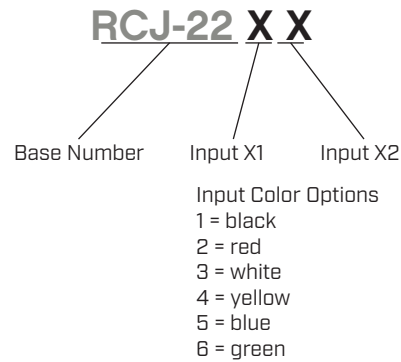 RCJ-22 X X
Base Number Input X1 Input X2
Input Color Options
1 = black
2 = red
3 = white
4 = yellow
5 = blue
6 = green